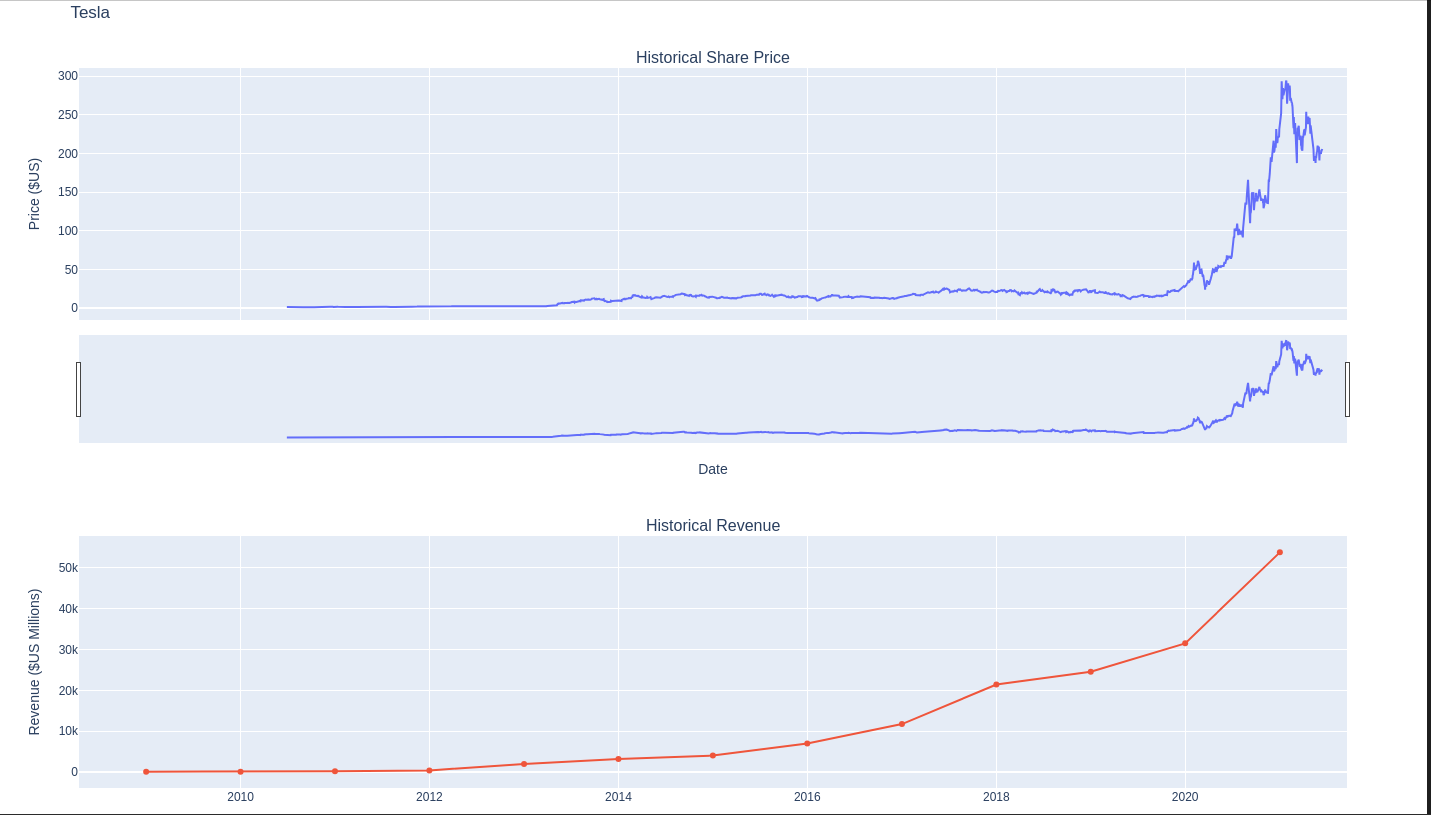 Tesla
Historical Share Price
300
250
200
150
100
50
0
Price ($US)
Date
Historical Revenue
50k
40k
30k
20k
10k
0
Revenue ($US Millions)
2010
2012
2014
2016
2018
2020